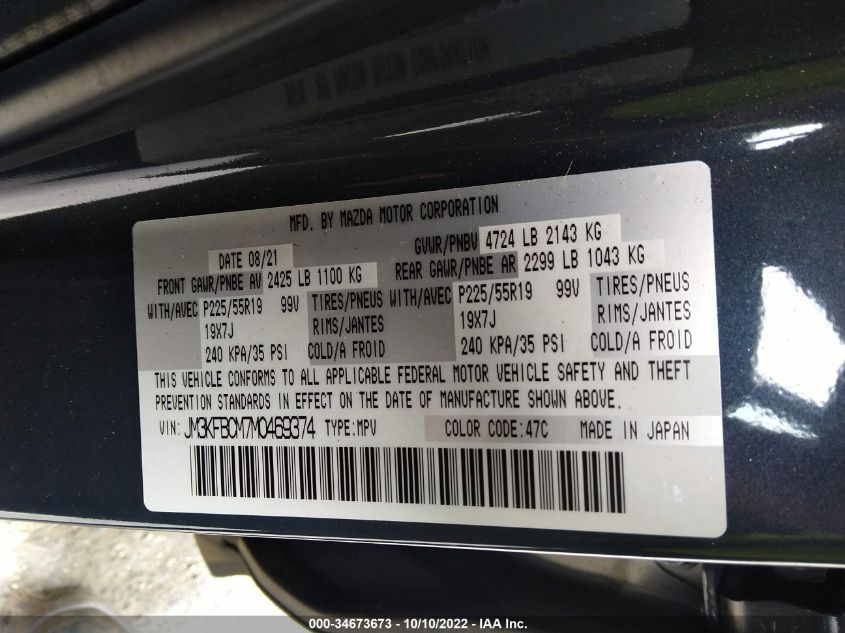 MFD. BY MAZDA MOTOR CORPORATION
DATE 08/21 GVWR/PNBV 4724 LB 2143 KG
FRONT GAWR/PNBE AV 2425 LB 1100 KG REAR GAWR/PNBE AR 2299 LB 1043 KG
WITH/AVEC P225/55R19 99V TIRES/PNEUS WITH/AVEC P225/55R19 99V TIRES/PNEUS
19X7J RIMS/JANTES 19X7J RIMS/JANTES
240 KPA/35 PSI COLD/A FROID 240 KPA/35 PSI COLD/A FROID
THIS VEHICLE CONFORMS TO ALL APPLICABLE FEDERAL MOTOR VEHICLE SAFETY AND THEFT
PREVENTION STANDARDS IN EFFECT ON THE DATE OF MANUFACTURE SHOWN ABOVE.
VIN: JM3KFBCM7M0469374 TYPE:MPV COLOR CODE:47C MADE IN JAPAN
000-34673673 - 10/10/2022 - IAA Inc.